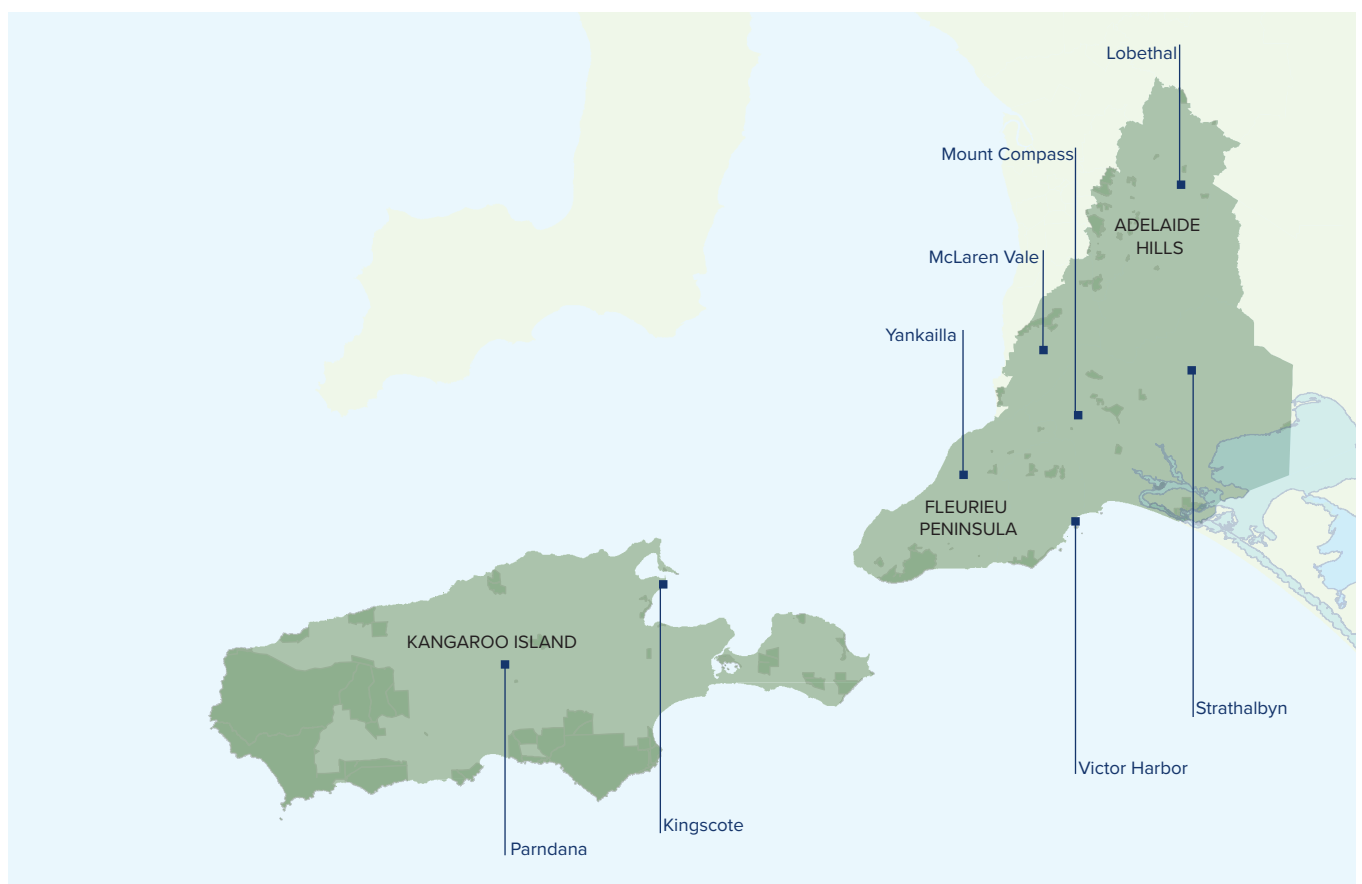 Lobethal
Mount Compass
ADELAIDE
HILLS
McLaren Vale
Yankailla
FLEURIEU
PENINSULA
KANGAROO ISLAND
Strathalbyn
Victor Harbor
Kingscote
Parndana